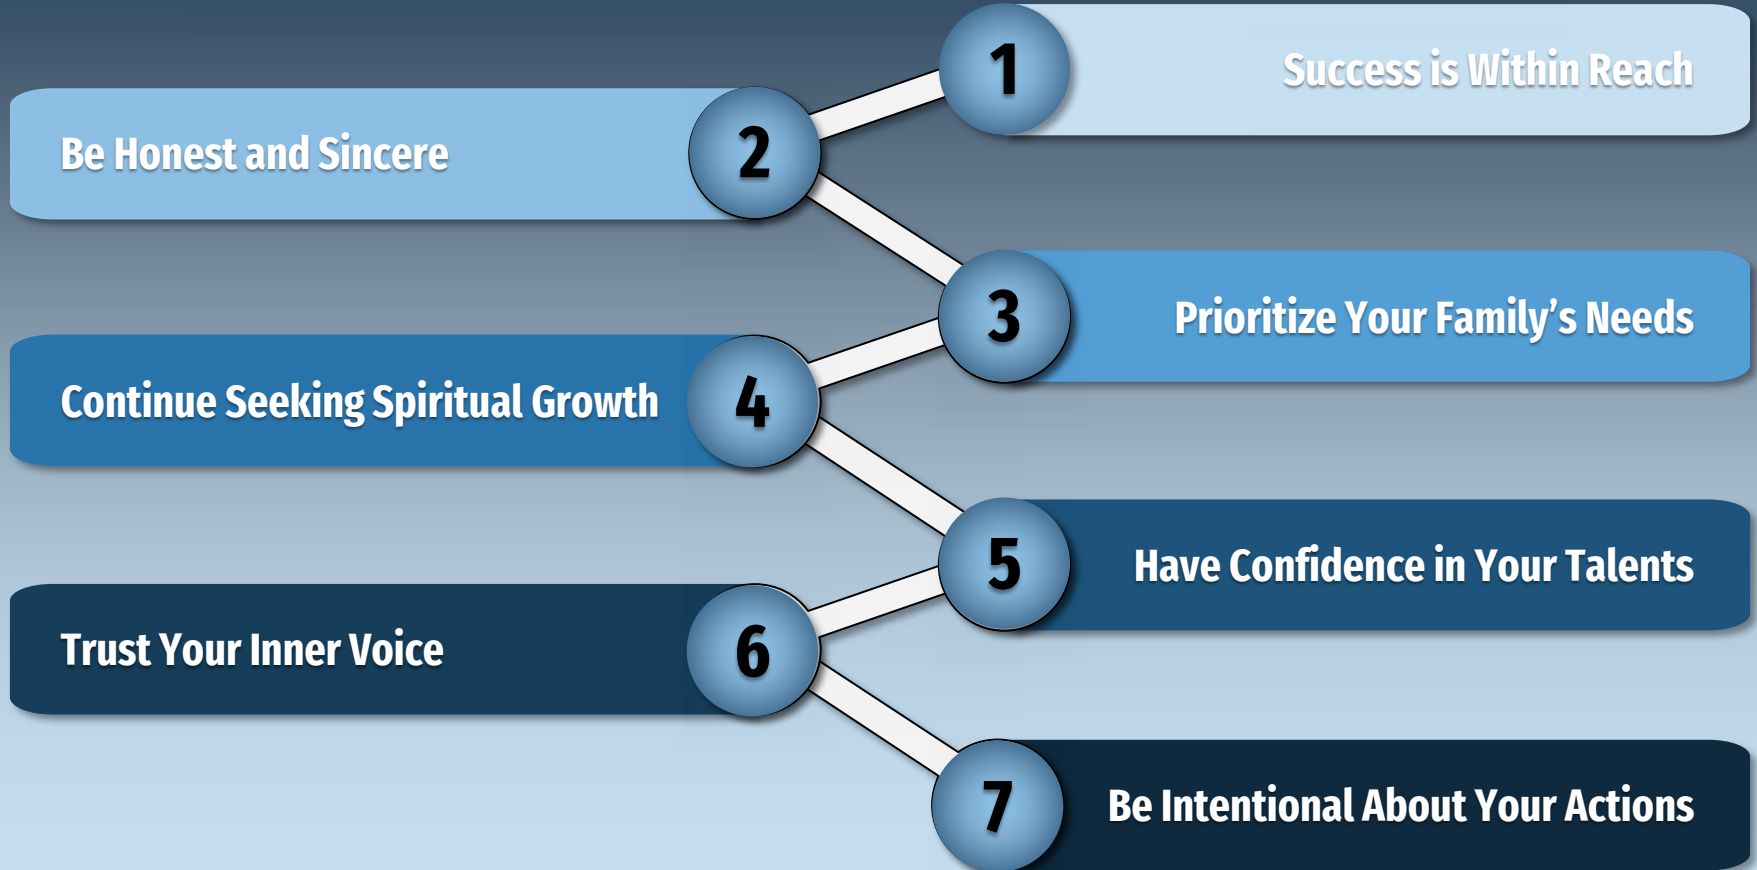 1
Success is Within Reach
2
Be Honest and Sincere
3
Prioritize Your Family’s Needs
4
Continue Seeking Spiritual Growth
5
Have Confidence in Your Talents
6
Trust Your Inner Voice
7
Be Intentional About Your Actions